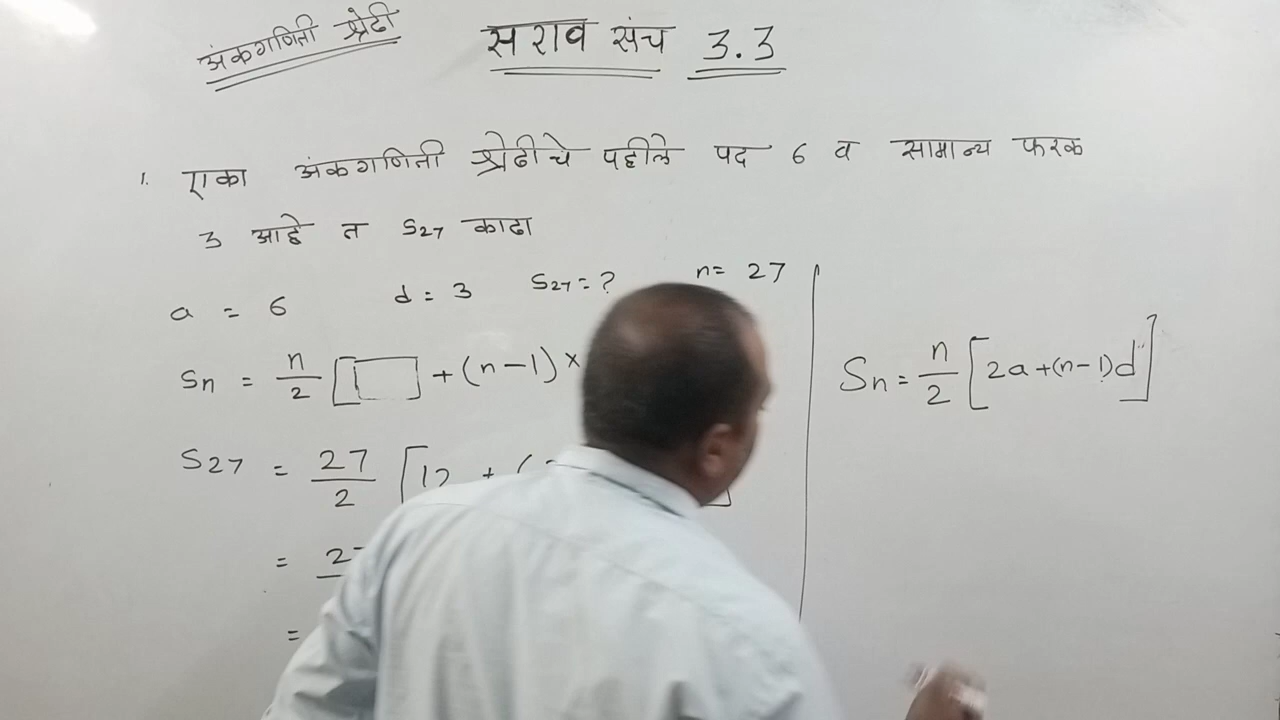 अंकगणिती श्रेढी
सराव संच 3.3
1. एका अंकगणिती श्रेढीचे पहीले पद 6 व सामान्य फरक
3 आहे त S27 काढा
a = 6 d = 3 S27 = ? n = 27
Sn = n/2 [ □ + (n-1) ×
S27 = 27/2 [12 + (
= 27
=
Sn = n/2 [2a+(n-1)d]